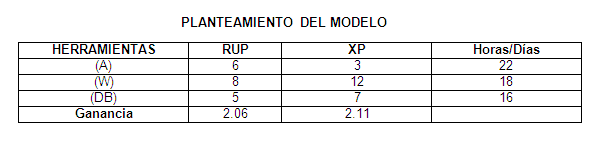 PLANTEAMIENTO DEL MODELO
HERRAMIENTAS RUP XP Horas/Días
(A) 6 3 22
(W) 8 12 18
(DB) 5 7 16
Ganancia 2.06 2.11